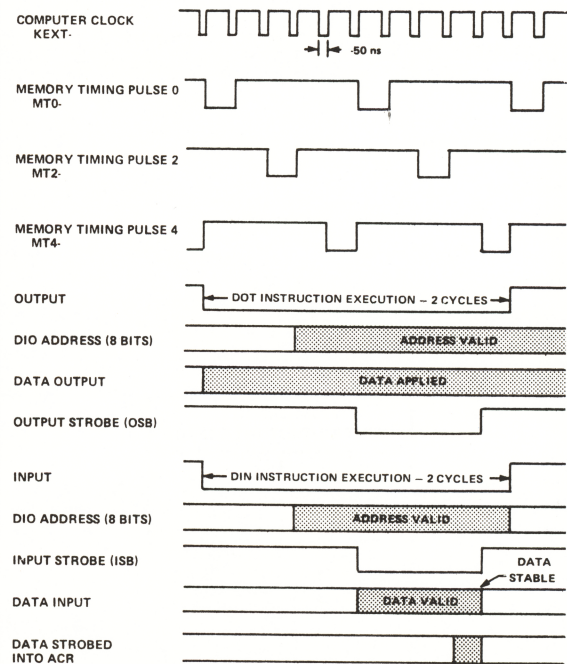 COMPUTER CLOCK
KEXT-
-50 ns
MEMORY TIMING PULSE 0
MT0-
MEMORY TIMING PULSE 2
MT2-
MEMORY TIMING PULSE 4
MT4-
OUTPUT
DOT INSTRUCTION EXECUTION – 2 CYCLES
DIO ADDRESS (8 BITS)
ADDRESS VALID
DATA OUTPUT
DATA APPLIED
OUTPUT STROBE (OSB)
INPUT
DIN INSTRUCTION EXECUTION – 2 CYCLES
DIO ADDRESS (8 BITS)
ADDRESS VALID
INPUT STROBE (ISB)
DATA
STABLE
DATA INPUT
DATA VALID
DATA STROBED
INTO ACR